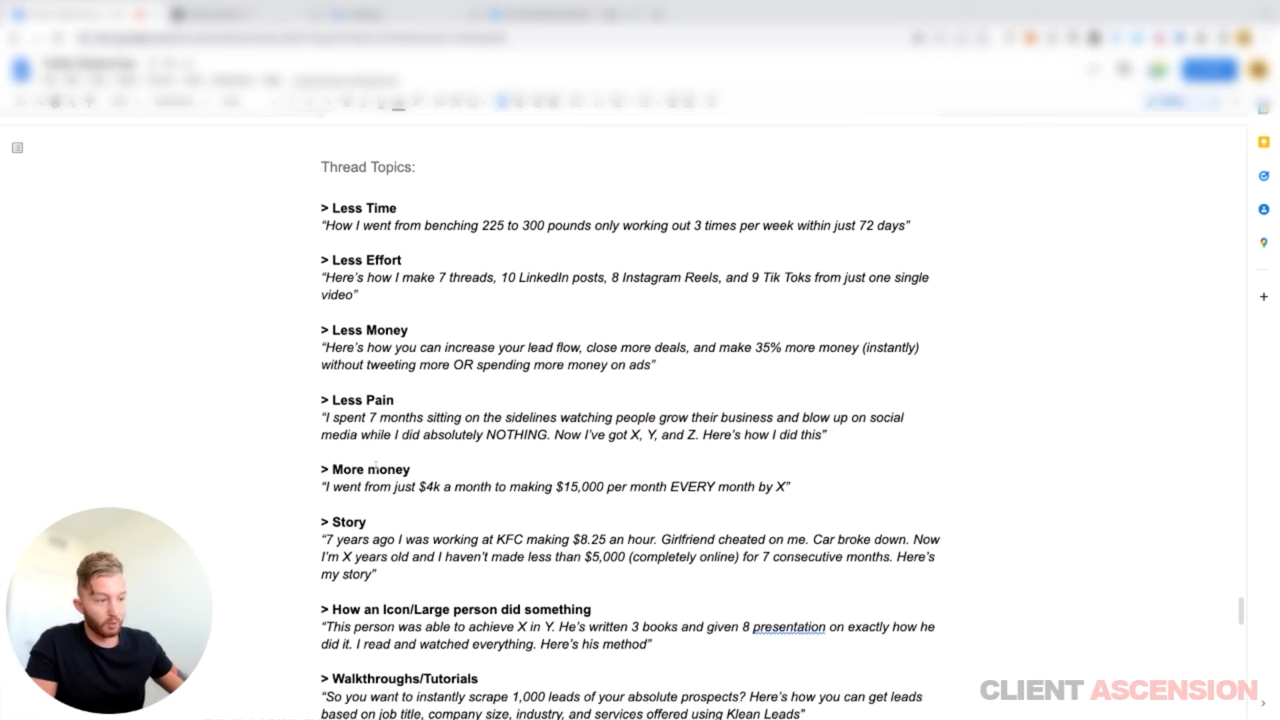 Thread Topics:
> Less Time
“How I went from benching 225 to 300 pounds only working out 3 times per week within just 72 days”
> Less Effort
“Here’s how I make 7 threads, 10 LinkedIn posts, 8 Instagram Reels, and 9 Tik Toks from just one single
video”
> Less Money
“Here’s how you can increase your lead flow, close more deals, and make 35% more money (instantly)
without tweeting more OR spending more money on ads”
> Less Pain
“I spent 7 months sitting on the sidelines watching people grow their business and blow up on social
media while I did absolutely NOTHING. Now I’ve got X, Y, and Z. Here’s how I did this”
> More money
“I went from just $4k a month to making $15,000 per month EVERY month by X”
> Story
“7 years ago I was working at KFC making $8.25 an hour. Girlfriend cheated on me. Car broke down. Now
I’m X years old and I haven’t made less than $5,000 (completely online) for 7 consecutive months. Here’s
my story”
> How an Icon/Large person did something
“This person was able to achieve X in Y. He’s written 3 books and given 8 presentation on exactly how he
did it. I read and watched everything. Here’s his method”
> Walkthroughs/Tutorials
“So you want to instantly scrape 1,000 leads of your absolute prospects? Here’s how you can get leads
based on job title, company size, industry, and services offered using Klean Leads”
CLIENT ASCENSION